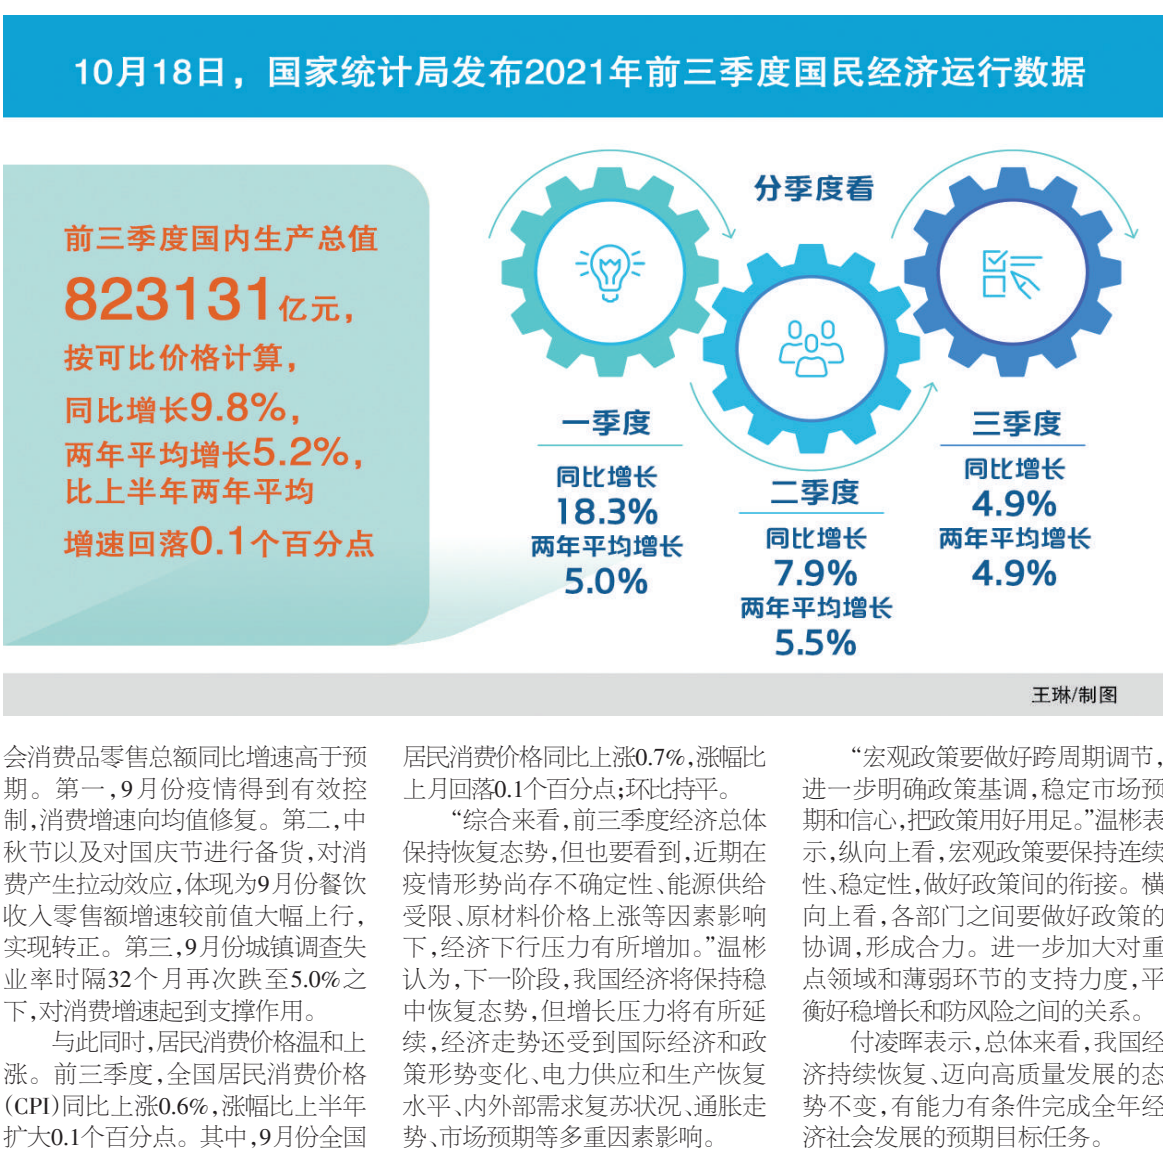 10月18日，国家统计局发布2021年前三季度国民经济运行数据
前三季度国内生产总值
823131亿元，
按可比价格计算，
同比增长9.8%，
两年平均增长5.2%，
比上半年两年平均
增速回落0.1个百分点
分季度看
一季度
同比增长
18.3%
两年平均增长
5.0%
二季度
同比增长
7.9%
两年平均增长
5.5%
三季度
同比增长
4.9%
两年平均增长
4.9%
王琳/制图
会消费品零售总额同比增速高于预
期。第一，9月份疫情得到有效控
制，消费增速向均值修复。第二，中
秋节以及对国庆节进行备货，对消
费产生拉动效应，体现为9月份餐饮
收入零售额增速较前值大幅上行，
实现转正。第三，9月份城镇调查失
业率时隔32个月再次跌至5.0%之
下，对消费增速起到支撑作用。
与此同时，居民消费价格温和上
涨。前三季度，全国居民消费价格
(CPI)同比上涨0.6%，涨幅比上半年
扩大0.1个百分点。其中，9月份全国
居民消费价格同比上涨0.7%，涨幅比
上月回落0.1个百分点；环比持平。
“综合来看，前三季度经济总体
保持恢复态势，但也要看到，近期在
疫情形势尚存不确定性、能源供给
受限、原材料价格上涨等因素影响
下，经济下行压力有所增加。”温彬
认为，下一阶段，我国经济将保持稳
中恢复态势，但增长压力将有所延
续，经济走势还受到国际经济和政
策形势变化、电力供应和生产恢复
水平、内外部需求复苏状况、通胀走
势、市场预期等多重因素影响。
“宏观政策要做好跨周期调节，
进一步明确政策基调，稳定市场预
期和信心，把政策用好用足。”温彬表
示，纵向上看，宏观政策要保持连续
性、稳定性，做好政策间的衔接。横
向上看，各部门之间要做好政策的
协调，形成合力。进一步加大对重
点领域和薄弱环节的支持力度，平
衡好稳增长和防风险之间的关系。
付凌晖表示，总体来看，我国经
济持续恢复、迈向高质量发展的态
势不变，有能力有条件完成全年经
济社会发展的预期目标任务。